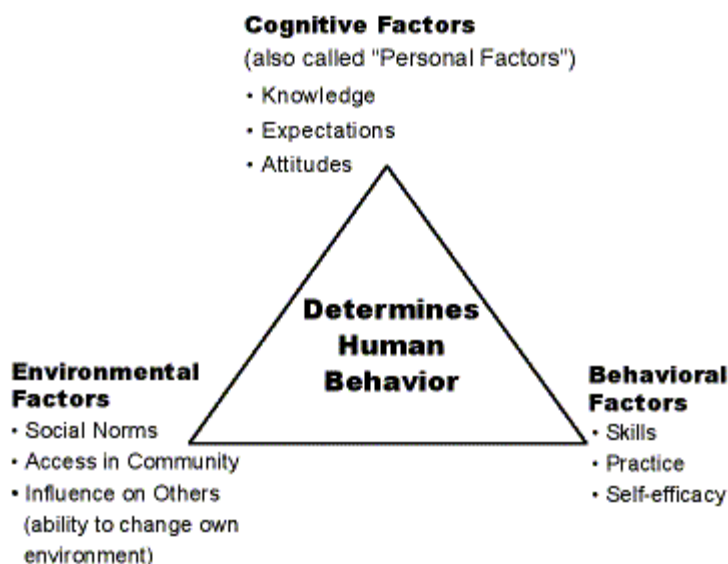 Cognitive Factors
(also called "Personal Factors")
• Knowledge
• Expectations
• Attitudes
Determines
Human
Behavior
Environmental
Factors
• Social Norms
• Access in Community
• Influence on Others
(ability to change own
environment)
Behavioral
Factors
• Skills
• Practice
• Self-efficacy